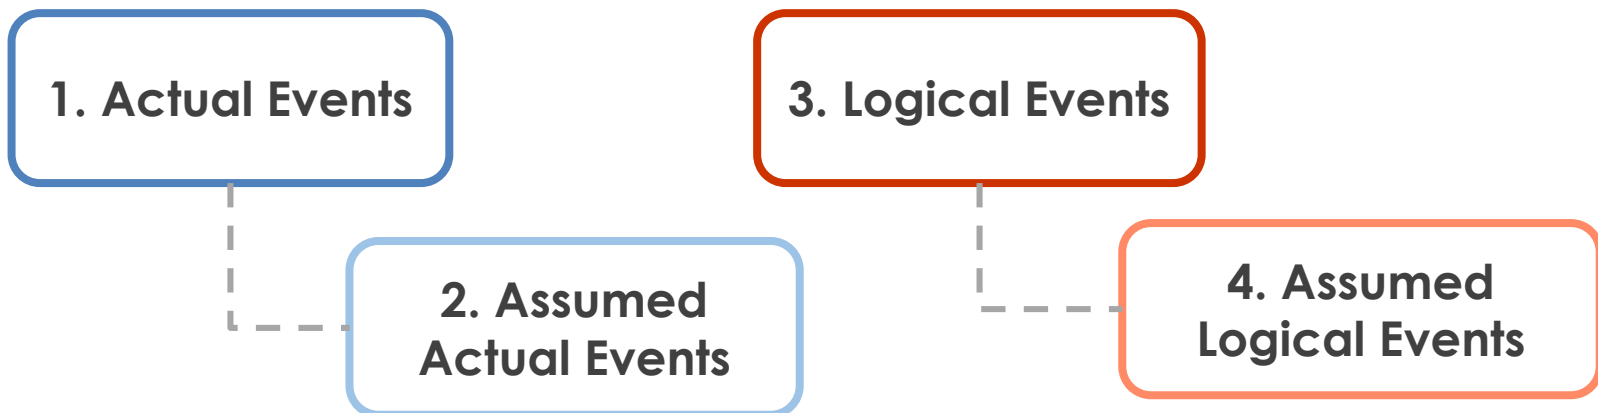 1. Actual Events
2. Assumed
Actual Events
3. Logical Events
4. Assumed
Logical Events